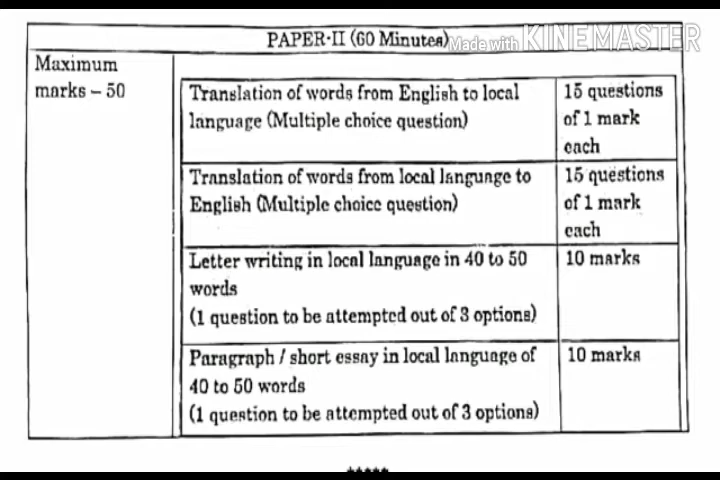 PAPER-II (60 Minutes)
Made with KINEMASTER
Maximum
marks – 50
Translation of words from English to local
language (Multiple choice question)
15 questions
of 1 mark
each
Translation of words from local language to
English (Multiple choice question)
15 questions
of 1 mark
each
Letter writing in local language in 40 to 50
words
(1 question to be attempted out of 3 options)
10 marks
Paragraph / short essay in local language of
40 to 50 words
(1 question to be attempted out of 3 options)
10 marks
*****